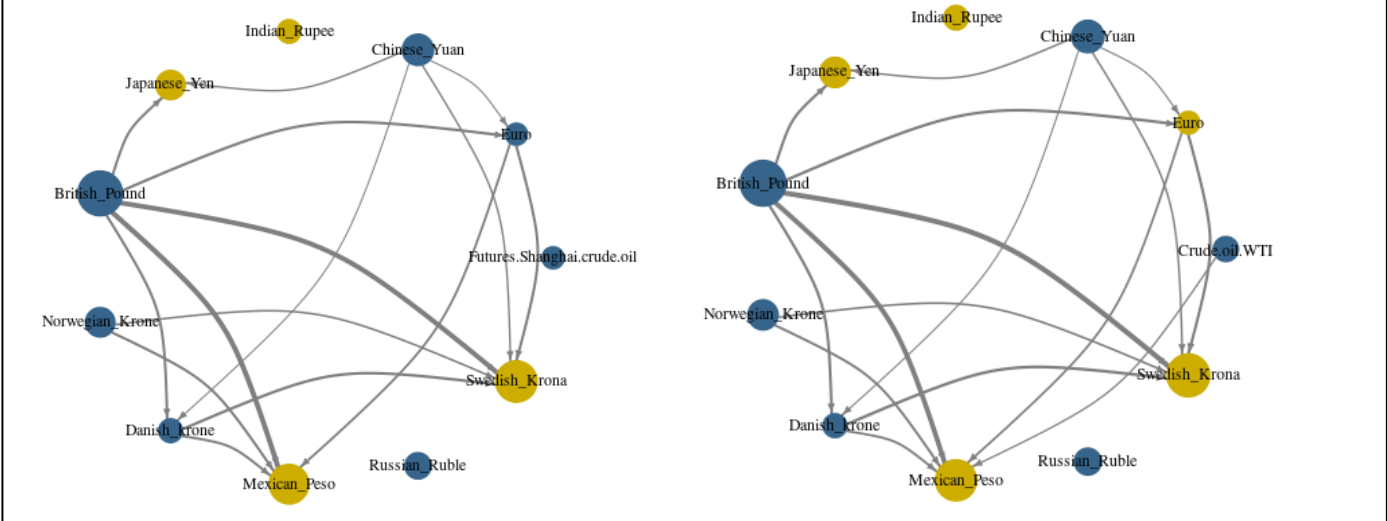 Indian_Rupee
Chinese_Yuan
Japanese_Yen
Euro
British_Pound
Futures.Shanghai.crude.oil
Norwegian_Krone
Swedish_Krona
Danish_krone
Russian_Ruble
Mexican_Peso
Indian_Rupee
Chinese_Yuan
Japanese_Yen
Euro
British_Pound
Crude.oil.WTI
Norwegian_Krone
Swedish_Krona
Danish_krone
Russian_Ruble
Mexican_Peso